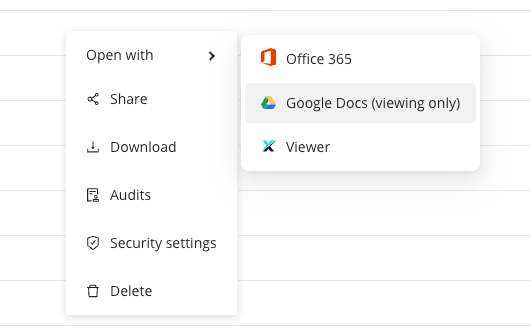 Open with
Share
Download
Audits
Security settings
Delete
Office 365
Google Docs (viewing only)
Viewer